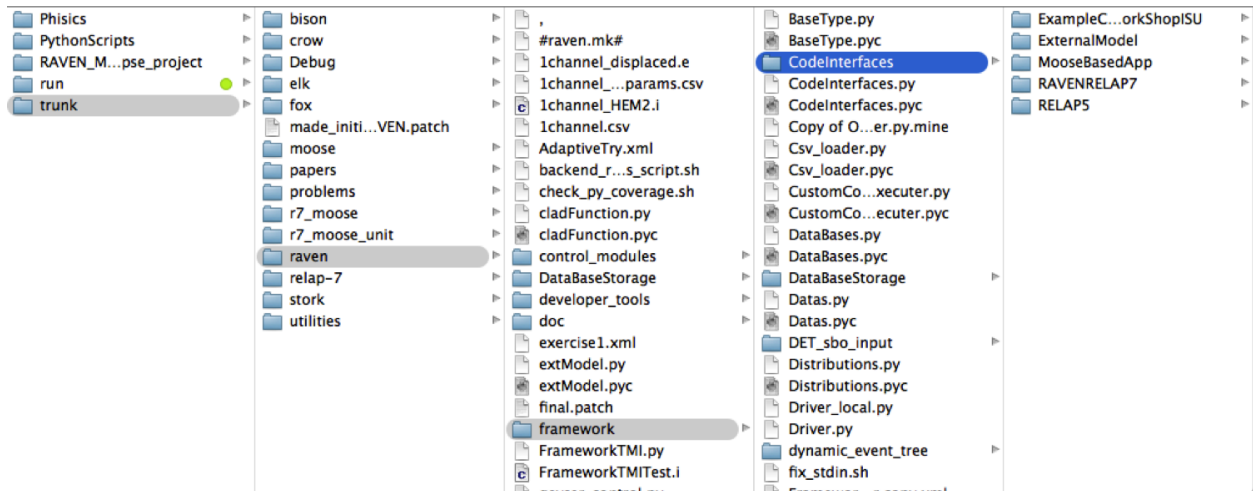 Phisics
PythonScripts
RAVEN_M...pse_project
run
trunk
bison
crow
Debug
elk
fox
made_initi...VEN.patch
moose
papers
problems
r7_moose
r7_moose_unit
raven
relap-7
stork
utilities
,
#raven.mk#
1channel_displaced.e
1channel_...params.csv
1channel_HEM2.i
1channel.csv
AdaptiveTry.xml
backend_r...s_script.sh
check_py_coverage.sh
cladFunction.py
cladFunction.pyc
control_modules
DataBaseStorage
developer_tools
doc
exercise1.xml
extModel.py
extModel.pyc
final.patch
framework
FrameworkTMI.py
FrameworkTMITest.i
BaseType.py
BaseType.pyc
CodeInterfaces
CodeInterfaces.py
CodeInterfaces.pyc
Copy of O...er.py.mine
Csv_loader.py
Csv_loader.pyc
CustomCo...xecuter.py
CustomCo...ecuter.pyc
DataBases.py
DataBases.pyc
DataBaseStorage
Datas.py
Datas.pyc
DET_sbo_input
Distributions.py
Distributions.pyc
Driver_local.py
Driver.py
dynamic_event_tree
fix_stdin.sh
ExampleC...orkShopISU
ExternalModel
MooseBasedApp
RAVENRELAP7
RELAP5